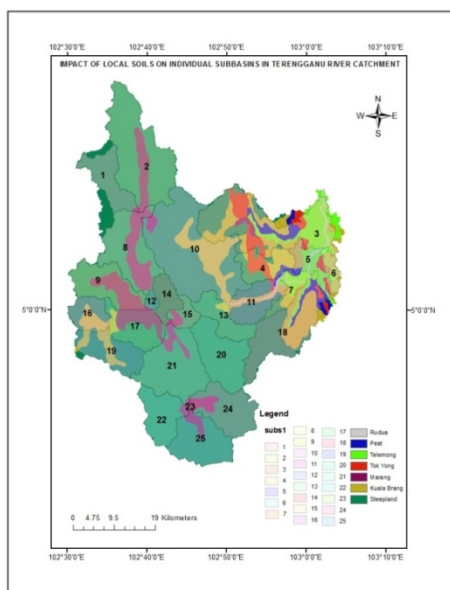 102°30'0"E 102°40'0"E 102°50'0"E 103°0'0"E 103°10'0"E
IMPACT OF LOCAL SOILS ON INDIVIDUAL SUBBASINS IN TERENGGANU RIVER CATCHMENT
N
W E
S
1
2
3
8
10
4
5
6
9
7
12
14
11
16
15
13
5°0'0"N
5°0'0"N
17
18
19
21
20
23
24
22
25
Legend
subs1
1
2
3
4
5
6
7
8
9
10
11
12
13
14
15
16
17
18
19
20
21
22
23
24
25
Rudua
Peat
Telemong
Tok Yong
Marang
Kuala Brang
Steepland
0 4.75 9.5 19 Kilometers
102°30'0"E 102°40'0"E 102°50'0"E 103°0'0"E 103°10'0"E